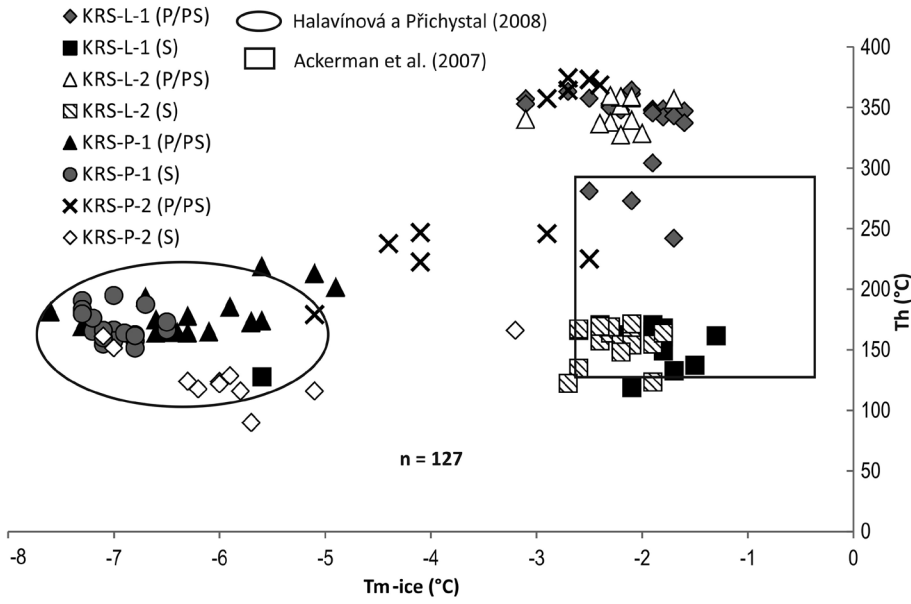 KRS-L-1 (P/PS)
KRS-L-1 (S)
KRS-L-2 (P/PS)
KRS-L-2 (S)
KRS-P-1 (P/PS)
KRS-P-1 (S)
KRS-P-2 (P/PS)
KRS-P-2 (S)
Halavínová a Přichystal (2008)
Ackerman et al. (2007)
400
350
300
250
200
150
100
50
0
Th (°C)
n = 127
-8 -7 -6 -5 -4 -3 -2 -1 0
Tm-ice (°C)